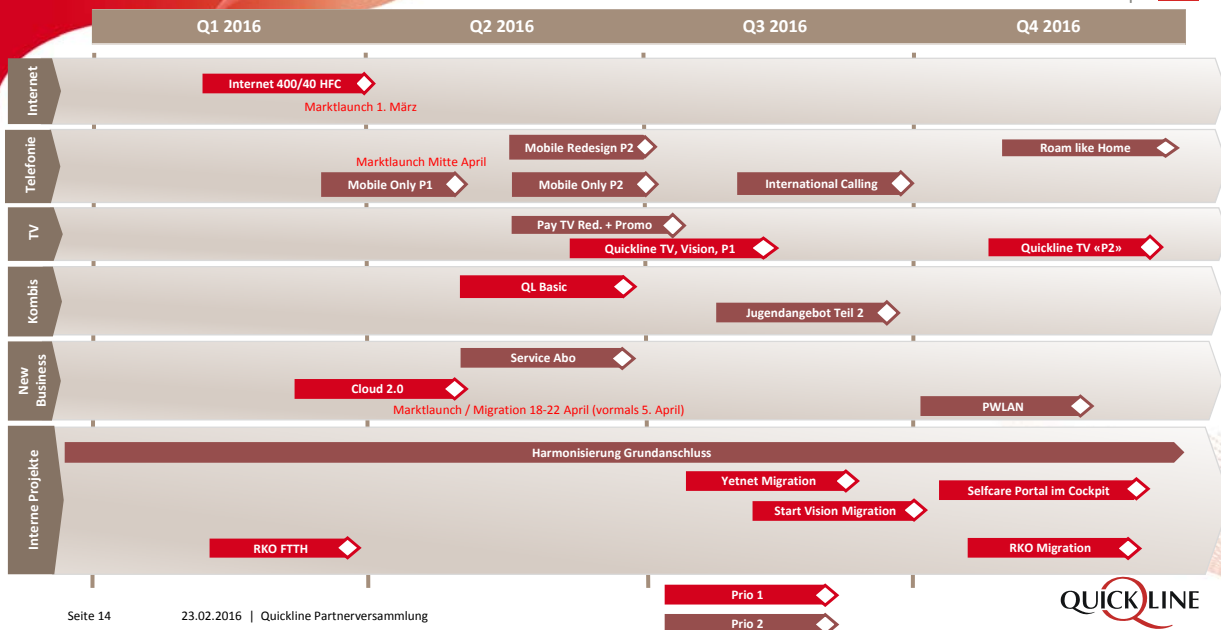 Q1 2016
Q2 2016
Q3 2016
Q4 2016
Internet
Internet 400/40 HFC
Marktlaunch 1. März
Telefonie
Mobile Redesign P2
Roam like Home
Marktlaunch Mitte April
Mobile Only P1
Mobile Only P2
International Calling
TV
Pay TV Red. + Promo
Quickline TV, Vision, P1
Quickline TV «P2»
Kombis
QL Basic
Jugendangebot Teil 2
New
Business
Service Abo
Cloud 2.0
Marktlaunch / Migration 18-22 April (vormals 5. April)
PWLAN
Interne Projekte
Harmonisierung Grundanschluss
Yetnet Migration
Selfcare Portal im Cockpit
Start Vision Migration
RKO FTTH
RKO Migration
Prio 1
Prio 2
Seite 14
23.02.2016 | Quickline Partnerversammlung
QUICKLINE